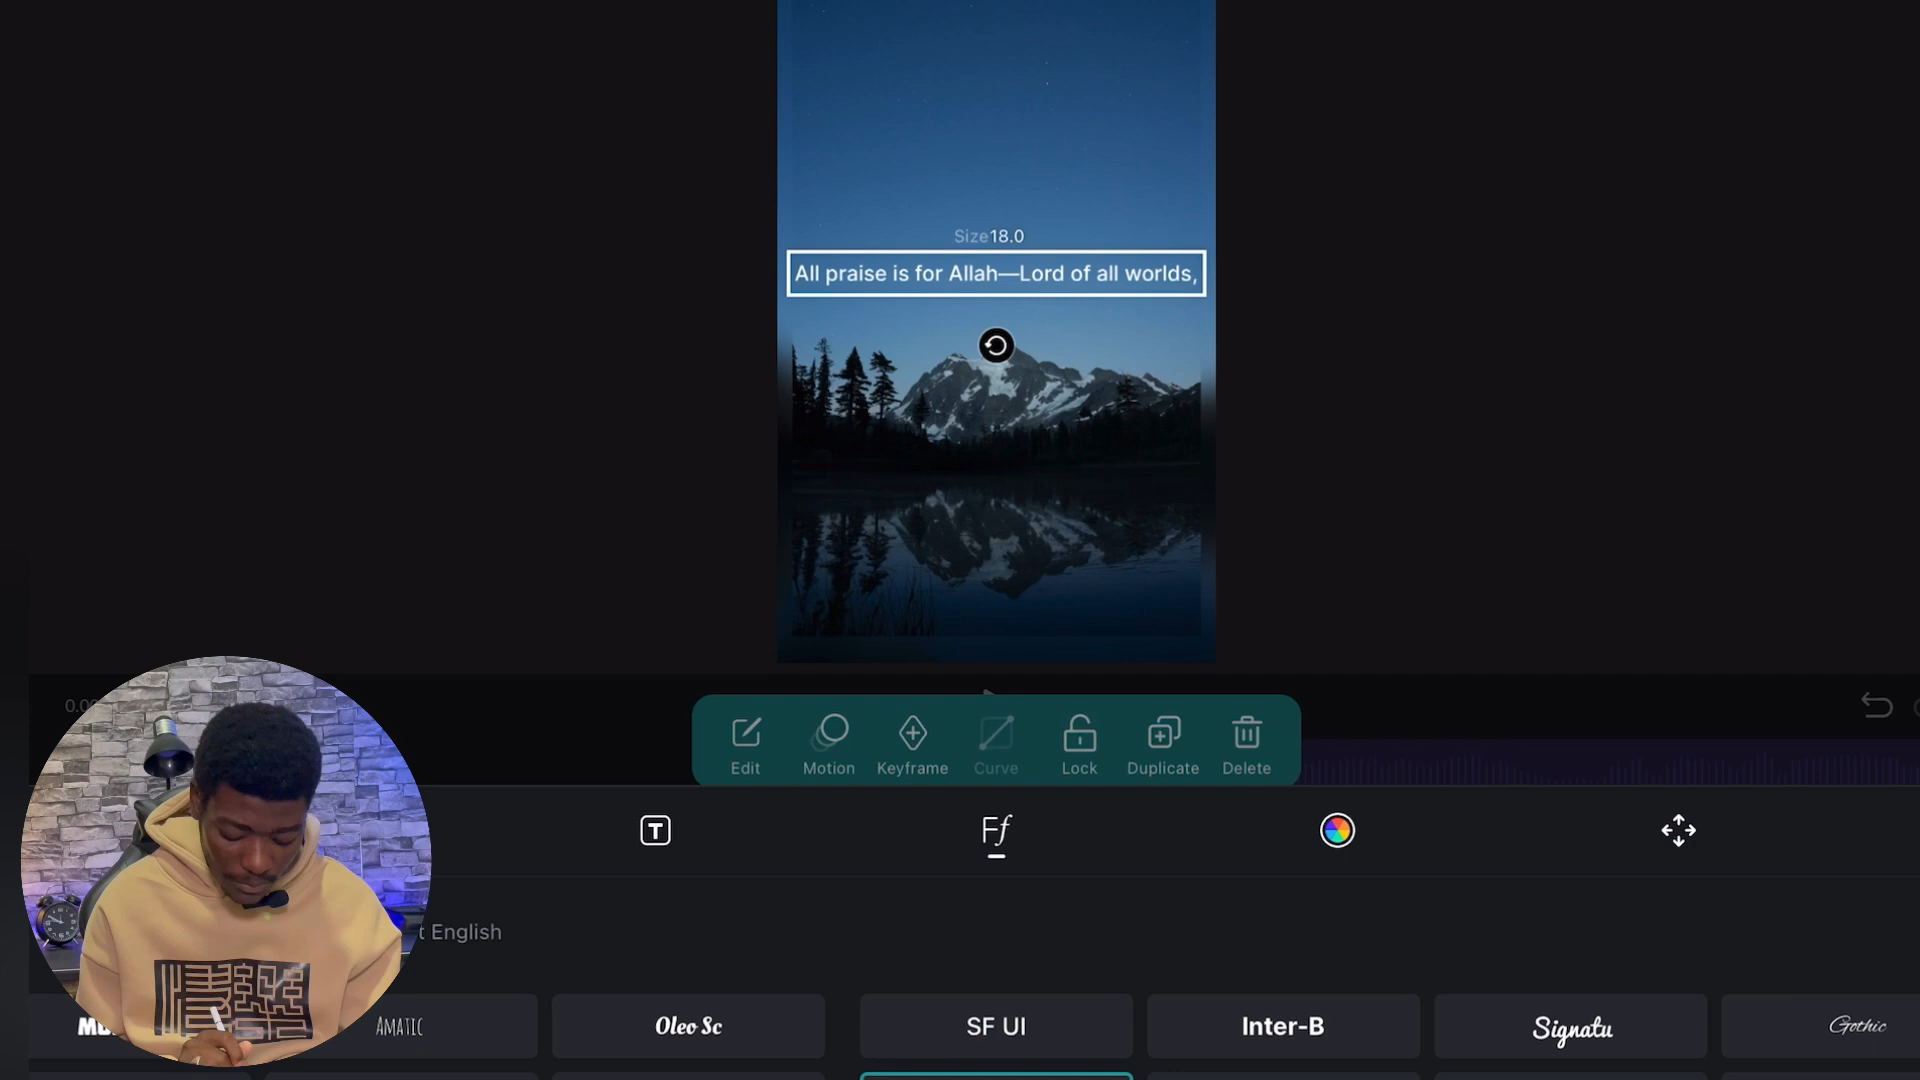 Size18.0
All praise is for Allah—Lord of all worlds,
Edit Motion Keyframe Curve Lock Duplicate Delete
T Ff
English
AMATIC Oleo Sc SF UI Inter-B Signatu Gothic